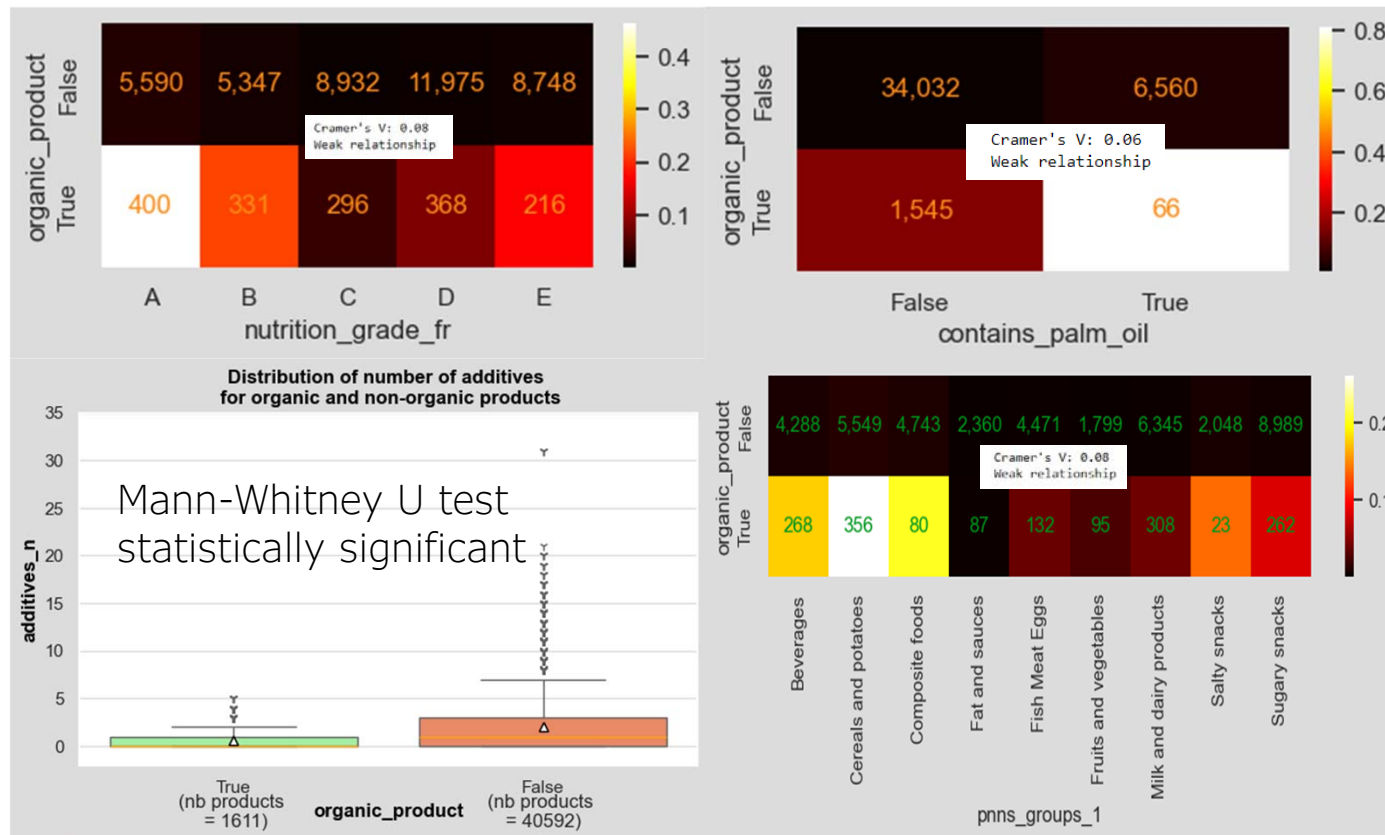 organic_product
False
True
5,590 5,347 8,932 11,975 8,748
Cramer's V: 0.08
Weak relationship
400 331 296 368 216
A B C D E
nutrition_grade_fr
0.4
0.3
0.2
0.1
organic_product
False
True
34,032 6,560
Cramer's V: 0.06
Weak relationship
1,545 66
False True
contains_palm_oil
0.8
0.6
0.4
0.2
Distribution of number of additives
for organic and non-organic products
additives_n
35
30
25
20
15
10
5
0
Mann-Whitney U test
statistically significant
True
(nb products
= 1611)
organic_product
False
(nb products
= 40592)
organic_product
False
True
4,288 5,549 4,743 2,360 4,471 1,799 6,345 2,048 8,989
Cramer's V: 0.08
Weak relationship
268 356 80 87 132 95 308 23 262
Beverages
Cereals and potatoes
Composite foods
Fat and sauces
Fish Meat Eggs
Fruits and vegetables
Milk and dairy products
Salty snacks
Sugary snacks
pnns_groups_1